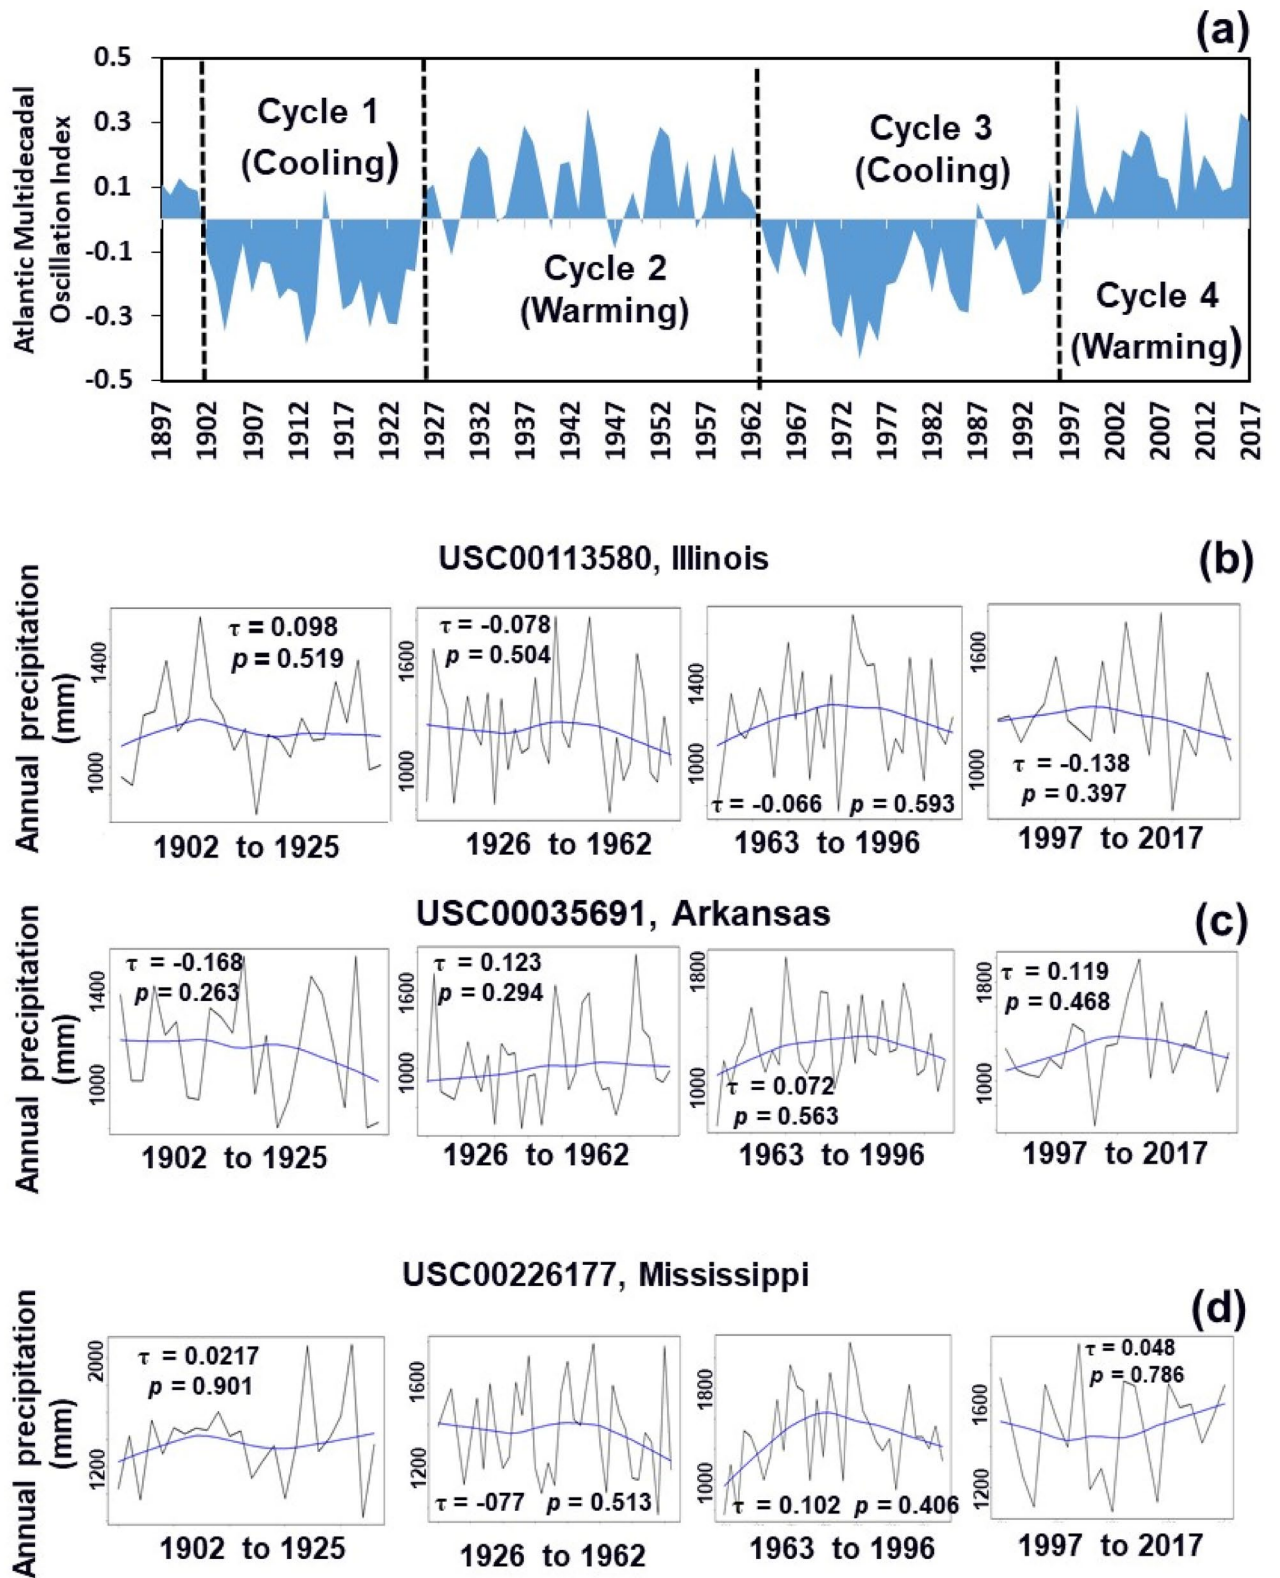 (a)
Atlantic Multidecadal
Oscillation Index
0.5
0.3
0.1
-0.1
-0.3
-0.5
Cycle 1
(Cooling)
Cycle 2
(Warming)
Cycle 3
(Cooling)
Cycle 4
(Warming)
1897 1902 1907 1912 1917 1922 1927 1932 1937 1942 1947 1952 1957 1962 1967 1972 1977 1982 1987 1992 1997 2002 2007 2012 2017
USC00113580, Illinois
(b)
Annual precipitation
(mm)
1400
1000
τ = 0.098
p = 0.519
1902 to 1925
1600
1000
τ = -0.078
p = 0.504
1926 to 1962
1400
1000
τ = -0.066 p = 0.593
1963 to 1996
1600
1000
τ = -0.138
p = 0.397
1997 to 2017
USC00035691, Arkansas
(c)
Annual precipitation
(mm)
1400
1000
τ = -0.168
p = 0.263
1902 to 1925
1600
1000
τ = 0.123
p = 0.294
1926 to 1962
1800
1000
τ = 0.072
p = 0.563
1963 to 1996
1800
1000
τ = 0.119
p = 0.468
1997 to 2017
USC00226177, Mississippi
(d)
Annual precipitation
(mm)
2000
1200
τ = 0.0217
p = 0.901
1902 to 1925
1600
1200
τ = -077 p = 0.513
1926 to 1962
1800
1000
τ = 0.102 p = 0.406
1963 to 1996
1600
1200
τ = 0.048
p = 0.786
1997 to 2017